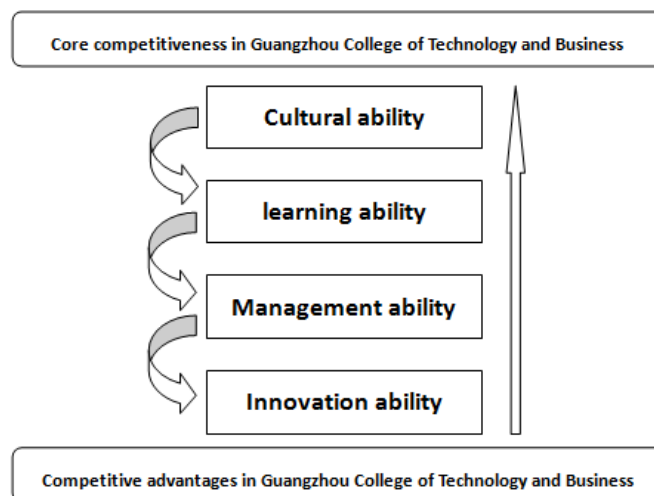 Core competitiveness in Guangzhou College of Technology and Business
Cultural ability
learning ability
Management ability
Innovation ability
Competitive advantages in Guangzhou College of Technology and Business